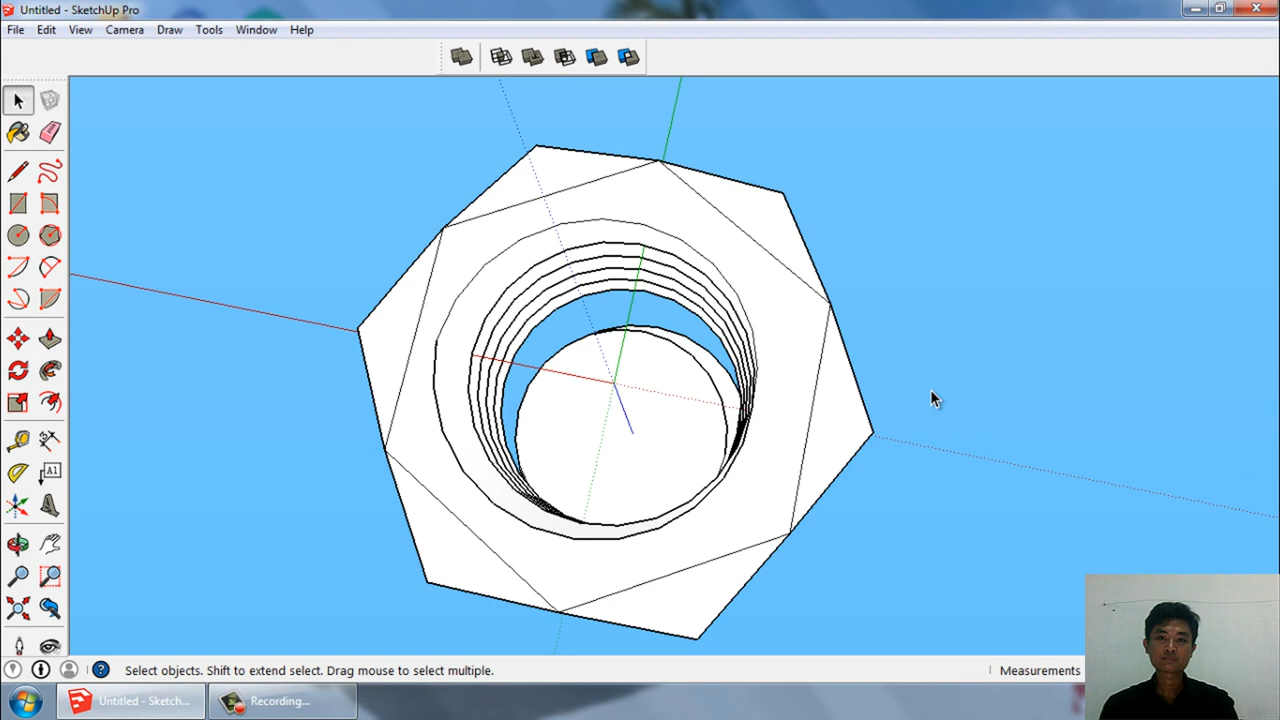 Untitled - SketchUp Pro
File Edit View Camera Draw Tools Window Help
A1
Select objects. Shift to extend select. Drag mouse to select multiple.
Measurements
Untitled - Sketch...
Recording...